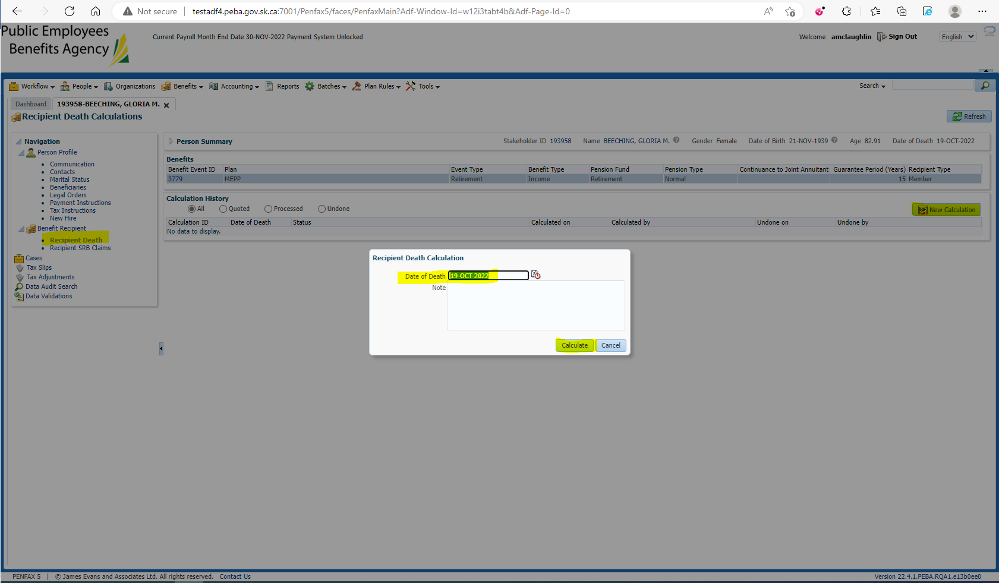 Not secure | testadf4.peba.gov.sk.ca:7001/Penfax5/faces/PenfaxMain?Adf-Window-Id=w12i3tabt4b&Adf-Page-Id=0
Public Employees
Benefits Agency
Current Payroll Month End Date 30-NOV-2022 Payment System Unlocked
Welcome amclaughlin Sign Out English
Workflow People Organizations Benefits Accounting Reports Batches Plan Rules Tools Search
Dashboard 193958-BEECHING, GLORIA M.
Recipient Death Calculations
Refresh
Navigation
Person Profile
Communication
Contacts
Marital Status
Beneficiaries
Legal Orders
Payment Instructions
Tax Instructions
New Hire
Benefit Recipient
Recipient Death
Recipient SRB Claims
Cases
Tax Slips
Tax Adjustments
Data Audit Search
Data Validations
Person Summary Stakeholder ID 193958 Name BEECHING, GLORIA M. Gender Female Date of Birth 21-NOV-1939 Age 82.91 Date of Death 19-OCT-2022
Benefits
Benefit Event ID Plan Event Type Benefit Type Pension Fund Pension Type Continuance to Joint Annuitant Guarantee Period (Years) Recipient Type
3779 MEPP Retirement Income Retirement Normal 15 Member
Calculation History
All Quoted Processed Undone
New Calculation
Calculation ID Date of Death Status Calculated on Calculated by Undone on Undone by
No data to display.
Recipient Death Calculation
Date of Death 19-OCT-2022
Note
Calculate Cancel
PENFAX 5 | © James Evans and Associates Ltd. All rights reserved. Contact Us
Version 22.4.1.PEBA.RQA1.e13b0ee0